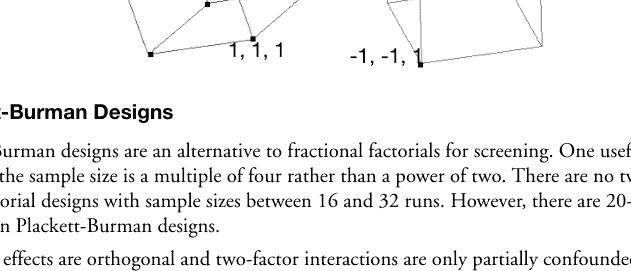 1, 1, 1
-1, -1, 1
t-Burman Designs
Burman designs are an alternative to fractional factorials for screening. One usef
the sample size is a multiple of four rather than a power of two. There are no tw
orial designs with sample sizes between 16 and 32 runs. However, there are 20-
n Plackett-Burman designs.
effects are orthogonal and two-factor interactions are only partially confounded